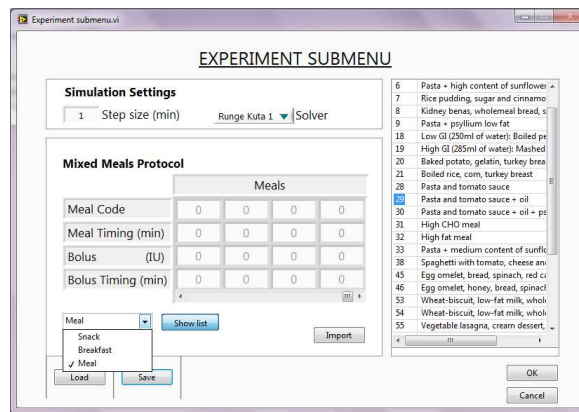 Experiment submenu.vi
EXPERIMENT SUBMENU
Simulation Settings
1 Step size (min) Runge Kuta 1 Solver
Mixed Meals Protocol
Meals
Meal Code 0 0 0 0
Meal Timing (min) 0 0 0 0
Bolus (IU) 0 0 0 0
Bolus Timing (min) 0 0 0 0
Meal Show list
Snack
Breakfast
✓ Meal
Import
Load Save
6 Pasta + high content of sunflower
7 Rice pudding, sugar and cinnamo
8 Kidney benas, wholemeal bread, s
9 Pasta + psyllium low fat
18 Low GI (250ml of water): Boiled pe
19 High GI (285ml of water): Mashed
20 Baked potato, gelatin, turkey brea
21 Boiled rice, corn, turkey breast
28 Pasta and tomato sauce
29 Pasta and tomato sauce + oil
30 Pasta and tomato sauce + oil + ps
31 High CHO meal
32 High fat meal
33 Pasta + medium content of sunflo
38 Spaghetti with tomato, cheese and
45 Egg omelet, bread, spinach, red ca
46 Egg omelet, honey, bread, spinach
53 Wheat-biscuit, low-fat milk, whole
54 Wheat-biscuit, low-fat milk, whole
55 Vegetable lasagna, cream dessert,
OK
Cancel